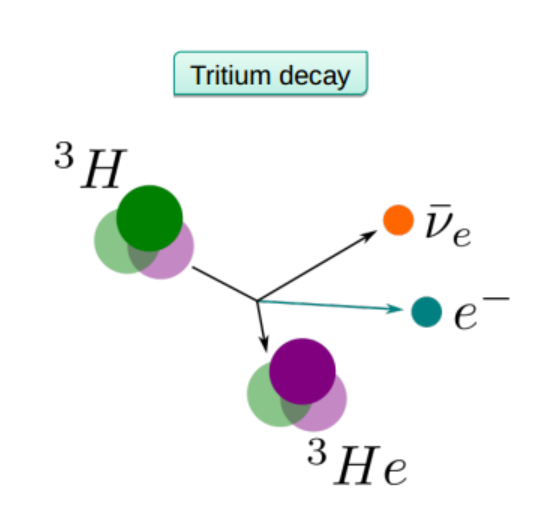 Tritium decay
³H
ν̄ₑ
e⁻
³He